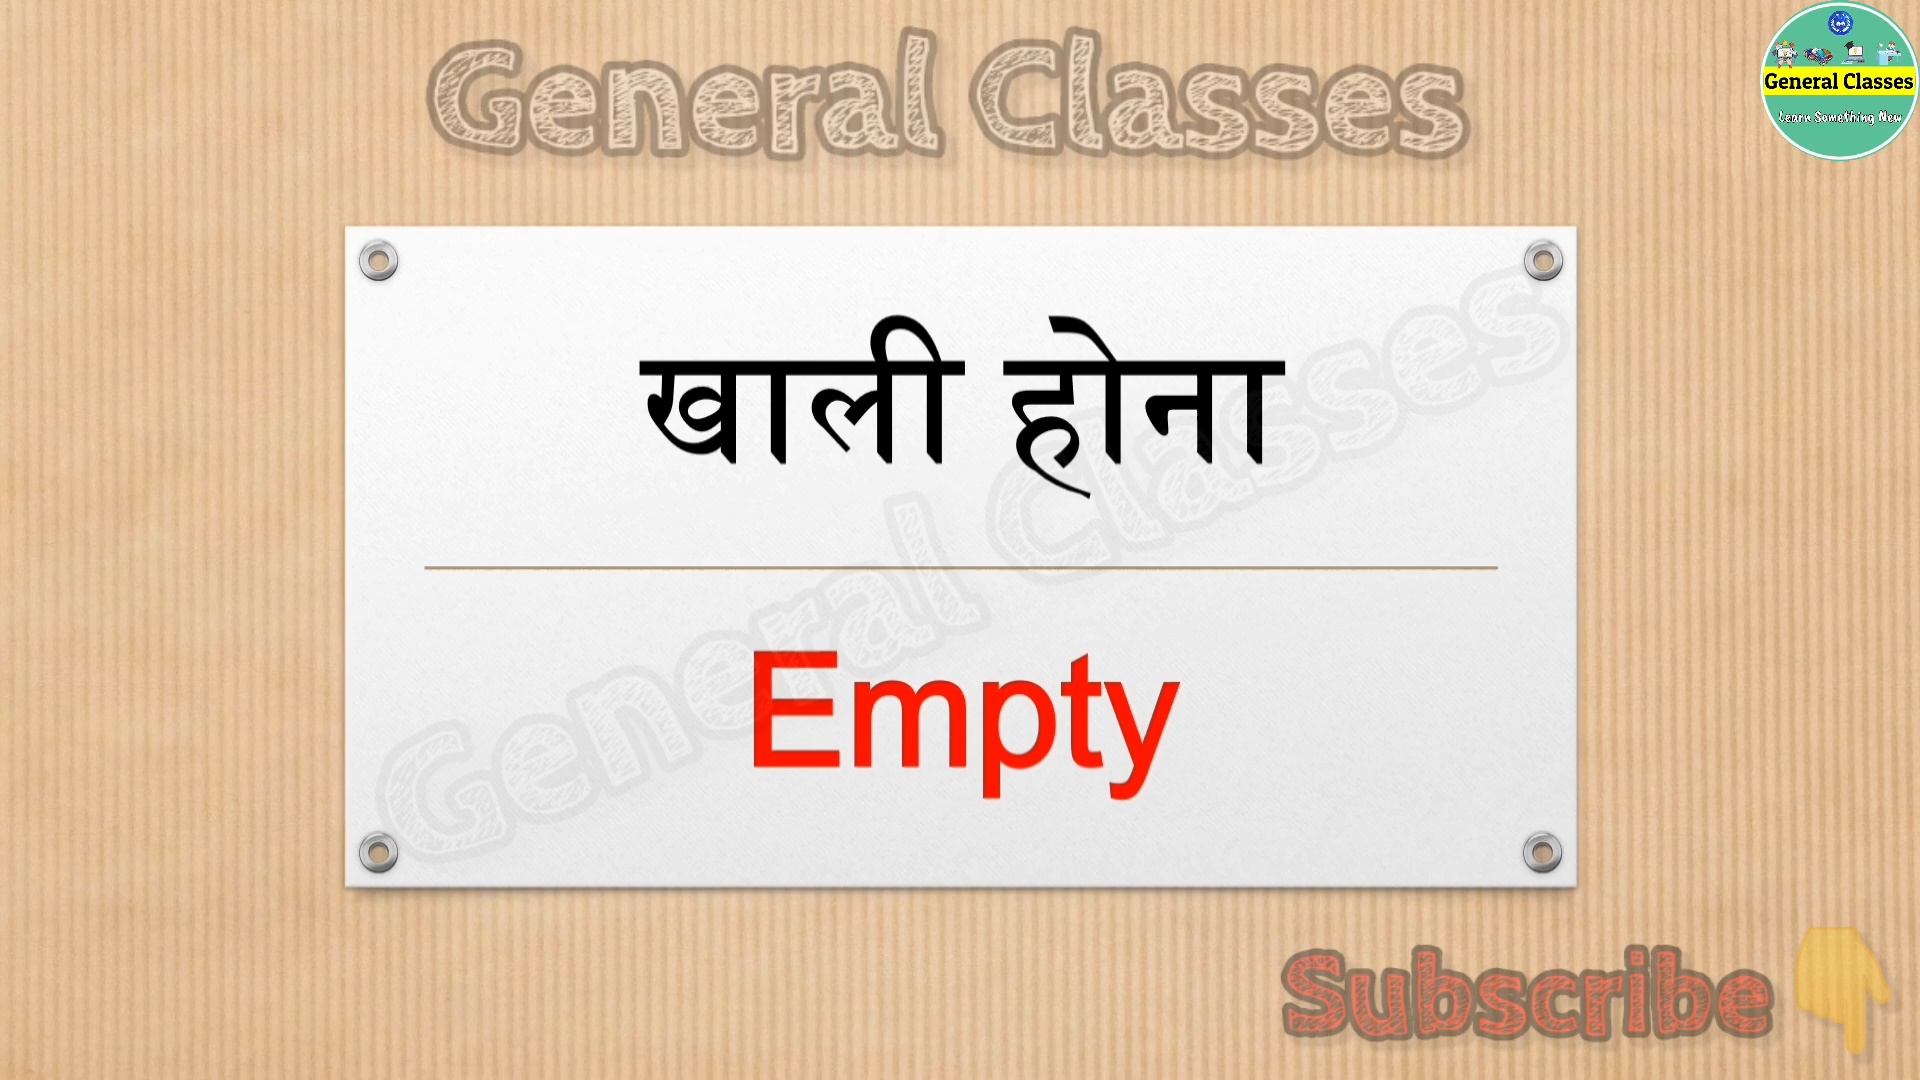 General Classes
General Classes
Learn Something New
खाली होना
General Classes
Empty
Subscribe